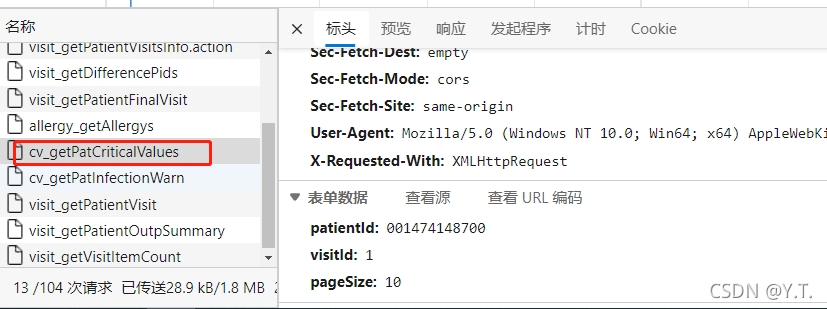 名称
visit_getPatientVisitsInfo.action
visit_getDifferencePids
visit_getPatientFinalVisit
allergy_getAllergys
cv_getPatCriticalValues
cv_getPatInfectionWarn
visit_getPatientVisit
visit_getPatientOutpSummary
visit_getVisitItemCount
13 /104 次请求 已传送28.9 kB/1.8 MB
标头 预览 响应 发起程序 计时 Cookie
Sec-Fetch-Dest: empty
Sec-Fetch-Mode: cors
Sec-Fetch-Site: same-origin
User-Agent: Mozilla/5.0 (Windows NT 10.0; Win64; x64) AppleWebKi
X-Requested-With: XMLHttpRequest
表单数据 查看源 查看 URL 编码
patientId: 001474148700
visitId: 1
pageSize: 10
CSDN @Y.T.